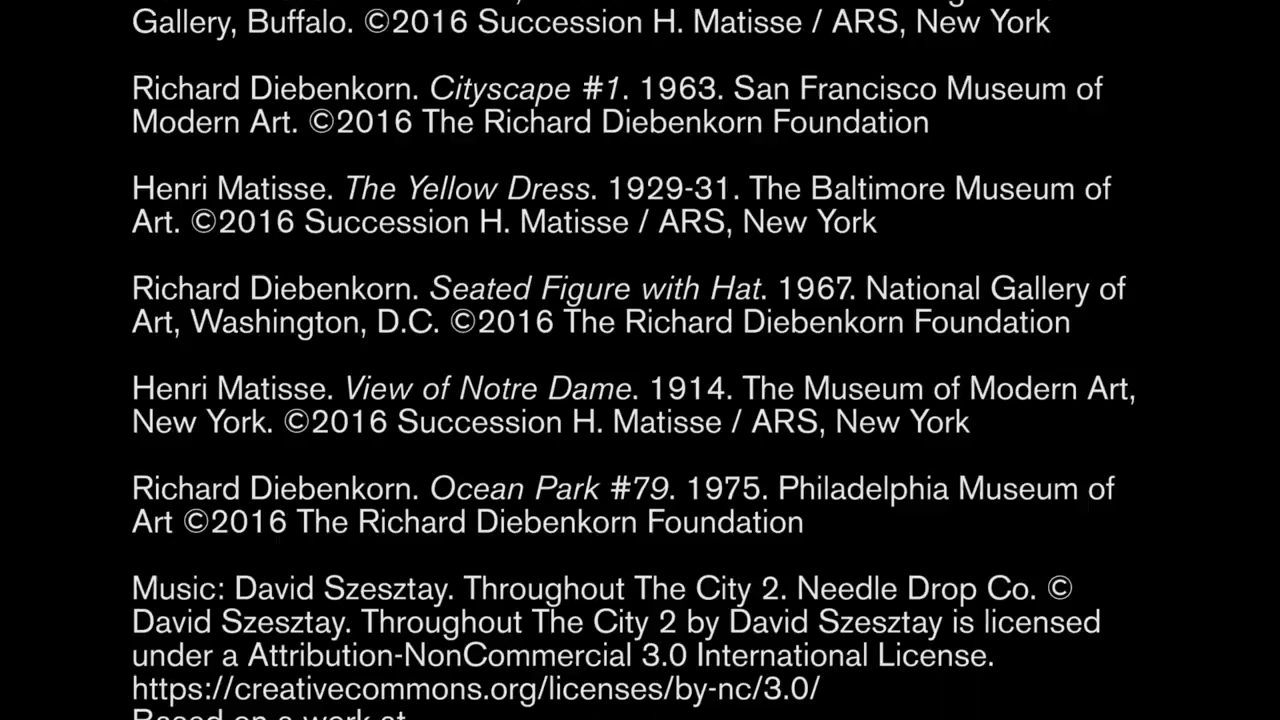 Gallery, Buffalo. ©2016 Succession H. Matisse / ARS, New York
Richard Diebenkorn. Cityscape #1. 1963. San Francisco Museum of
Modern Art. ©2016 The Richard Diebenkorn Foundation
Henri Matisse. The Yellow Dress. 1929-31. The Baltimore Museum of
Art. ©2016 Succession H. Matisse / ARS, New York
Richard Diebenkorn. Seated Figure with Hat. 1967. National Gallery of
Art, Washington, D.C. ©2016 The Richard Diebenkorn Foundation
Henri Matisse. View of Notre Dame. 1914. The Museum of Modern Art,
New York. ©2016 Succession H. Matisse / ARS, New York
Richard Diebenkorn. Ocean Park #79. 1975. Philadelphia Museum of
Art ©2016 The Richard Diebenkorn Foundation
Music: David Szesztay. Throughout The City 2. Needle Drop Co. ©
David Szesztay. Throughout The City 2 by David Szesztay is licensed
under a Attribution-NonCommercial 3.0 International License.
https://creativecommons.org/licenses/by-nc/3.0/
Based on a work at